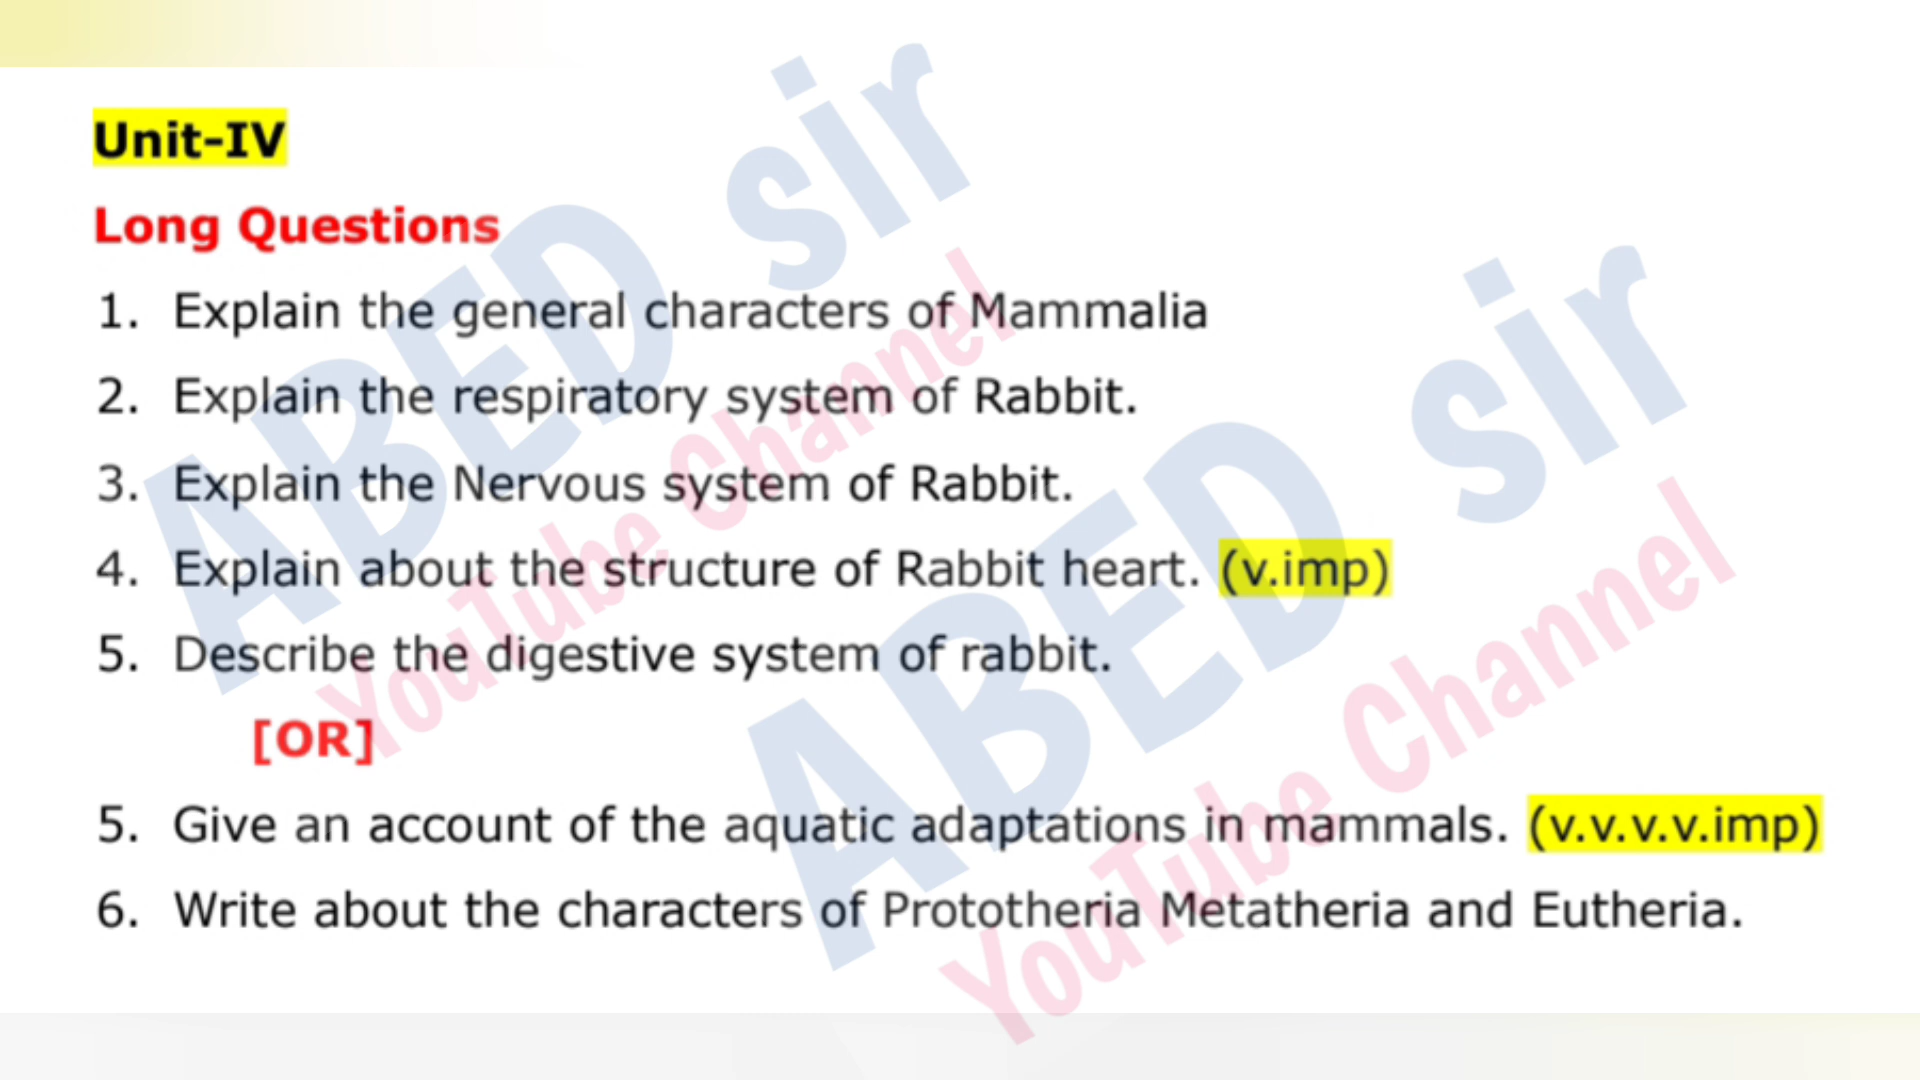 Unit-IV
Long Questions
1. Explain the general characters of Mammalia
2. Explain the respiratory system of Rabbit.
3. Explain the Nervous system of Rabbit.
4. Explain about the structure of Rabbit heart. (v.imp)
5. Describe the digestive system of rabbit.
[OR]
5. Give an account of the aquatic adaptations in mammals. (v.v.v.v.imp)
6. Write about the characters of Prototheria Metatheria and Eutheria.
ABED sir
YouTube Channel
ABED sir
YouTube Channel